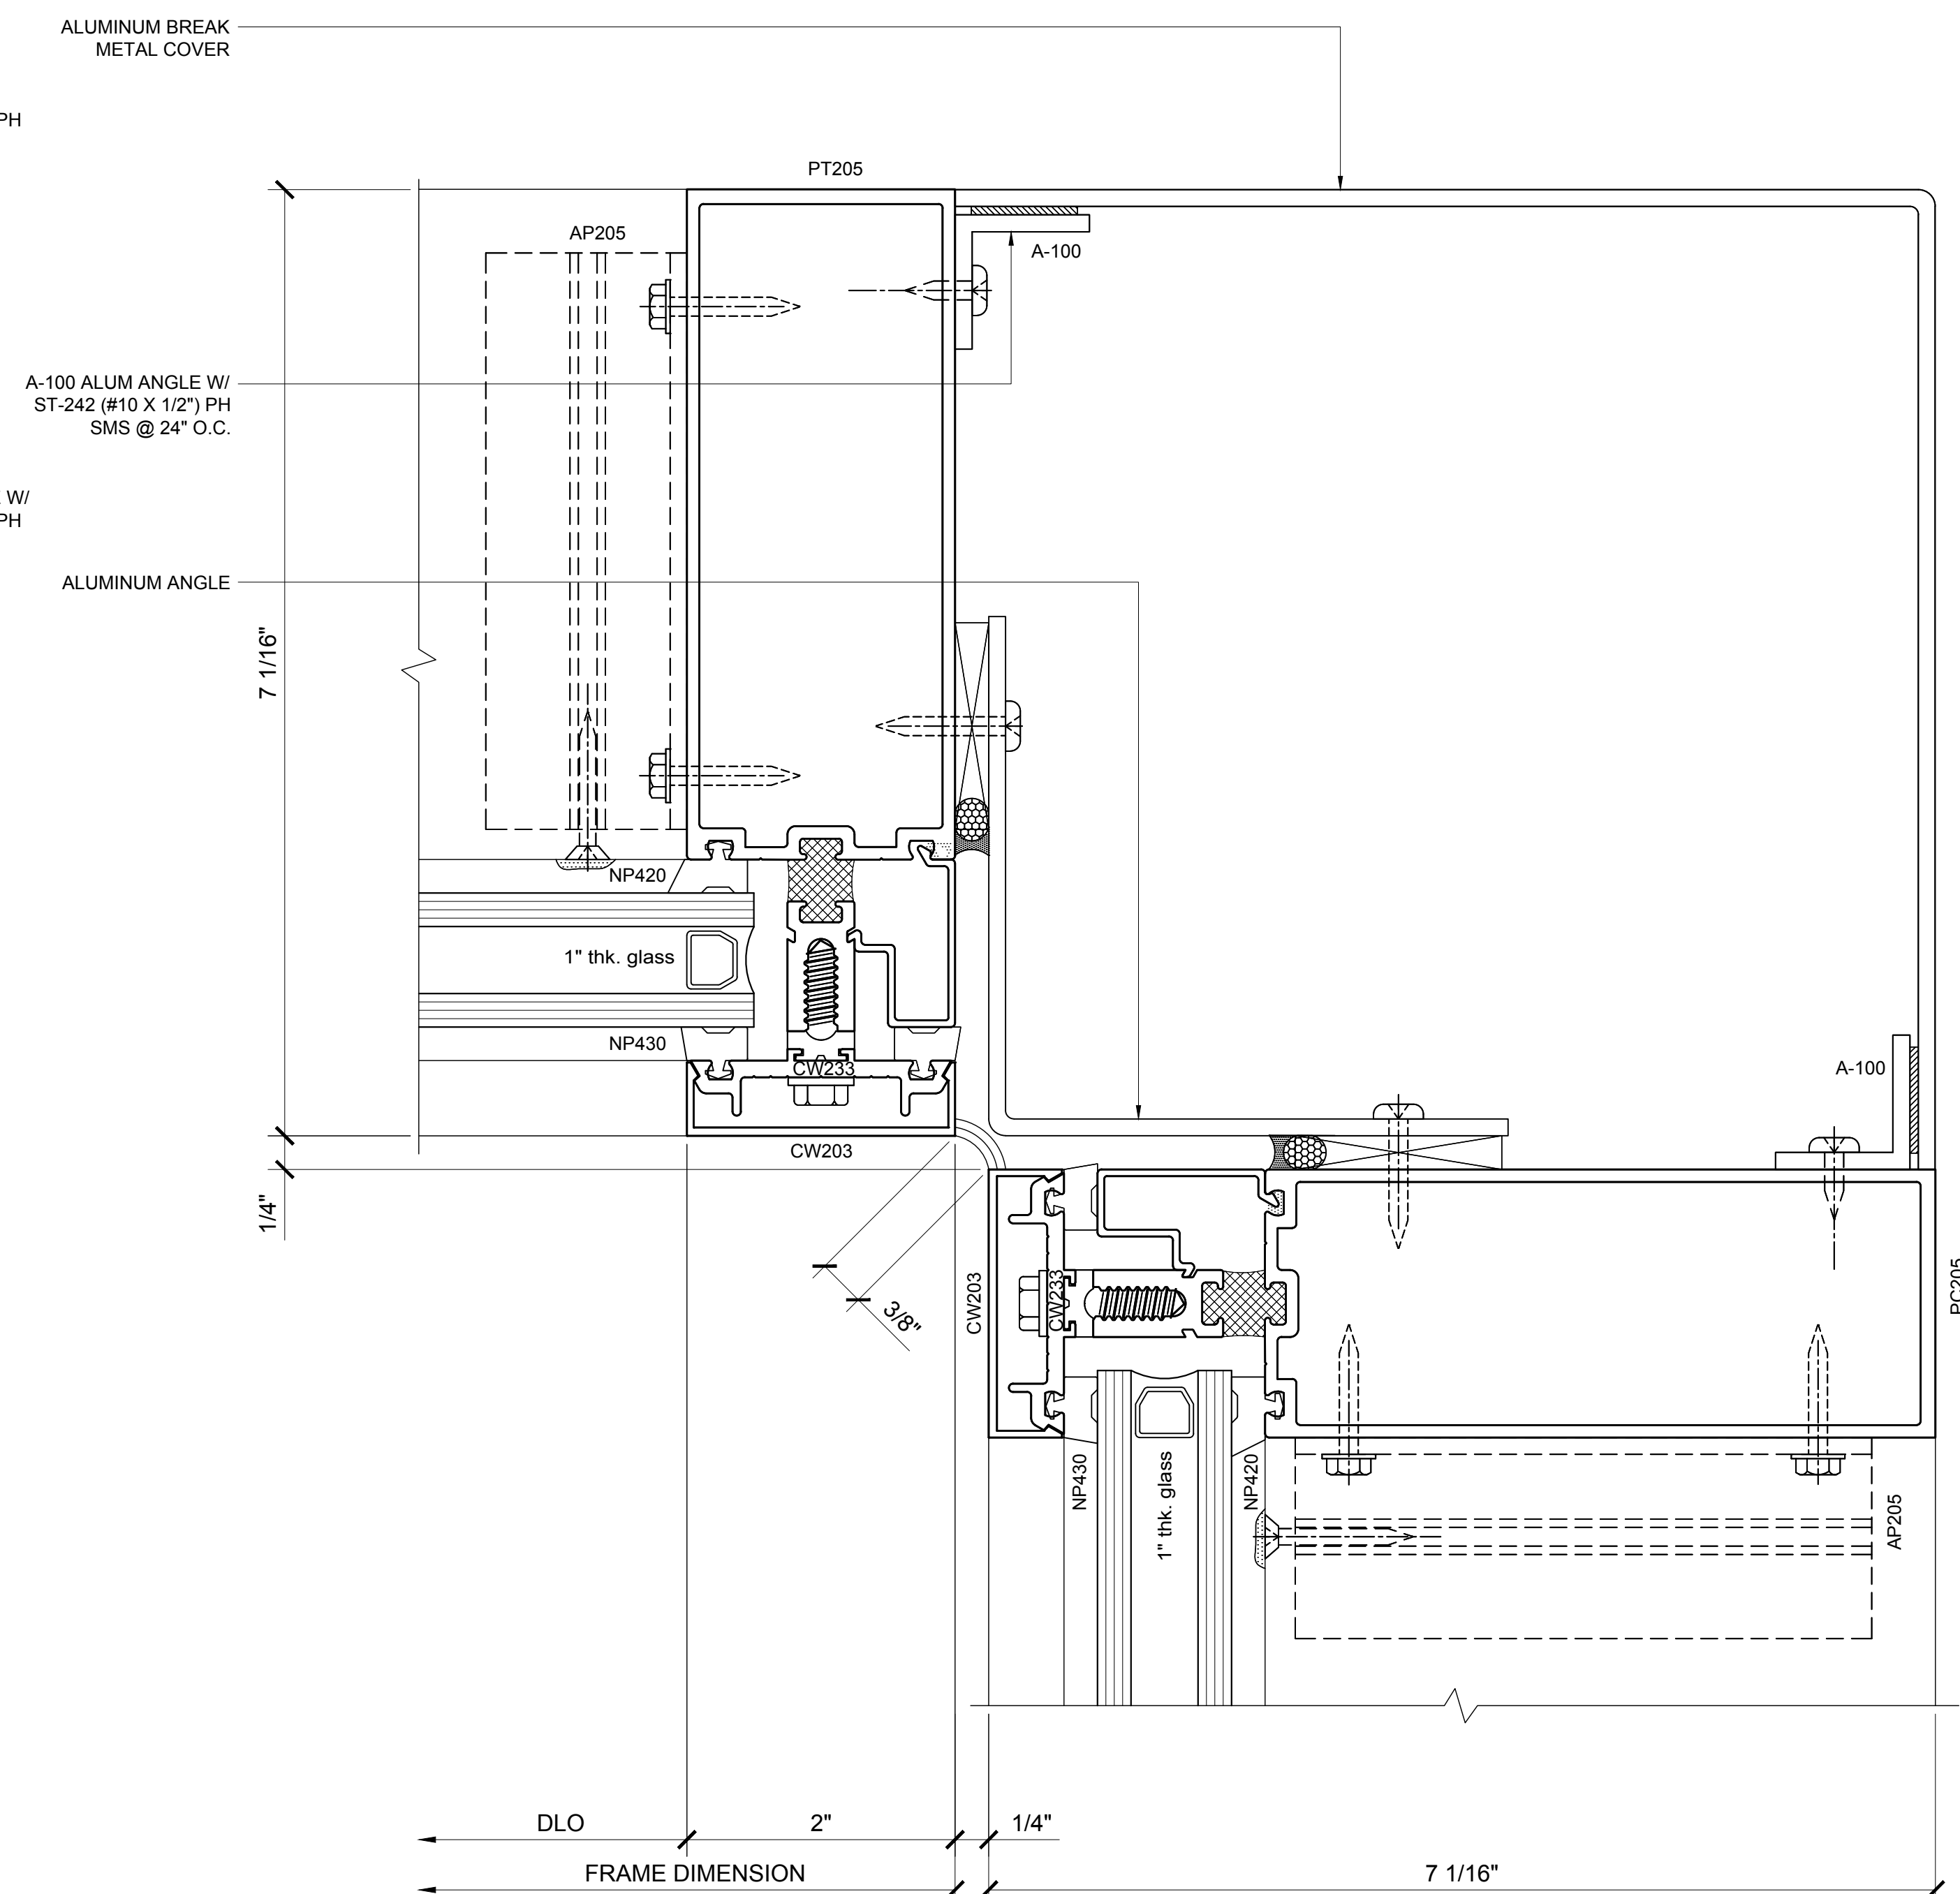 ALUMINUM BREAK
METAL COVER
PH
PT205
AP205
A-100
A-100 ALUM ANGLE W/
ST-242 (#10 X 1/2") PH
SMS @ 24" O.C.
W/
PH
ALUMINUM ANGLE
7 1/16"
NP420
1" thk. glass
NP430
CW233
CW203
A-100
1/4"
3/8"
CW203
CW233
PC205
NP430
1" thk. glass
NP420
AP205
DLO
2"
1/4"
FRAME DIMENSION
7 1/16"